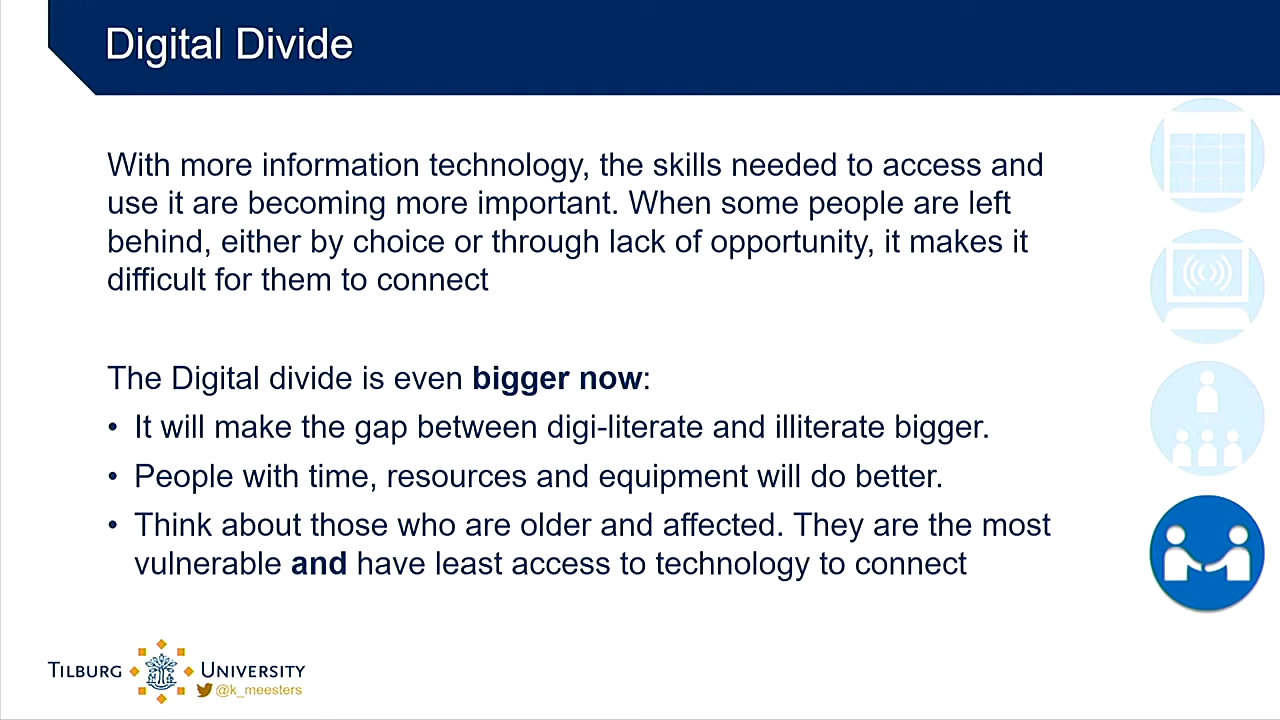 Digital Divide
With more information technology, the skills needed to access and
use it are becoming more important. When some people are left
behind, either by choice or through lack of opportunity, it makes it
difficult for them to connect
The Digital divide is even bigger now:
• It will make the gap between digi-literate and illiterate bigger.
• People with time, resources and equipment will do better.
• Think about those who are older and affected. They are the most
vulnerable and have least access to technology to connect
TILBURG UNIVERSITY
@k_meesters